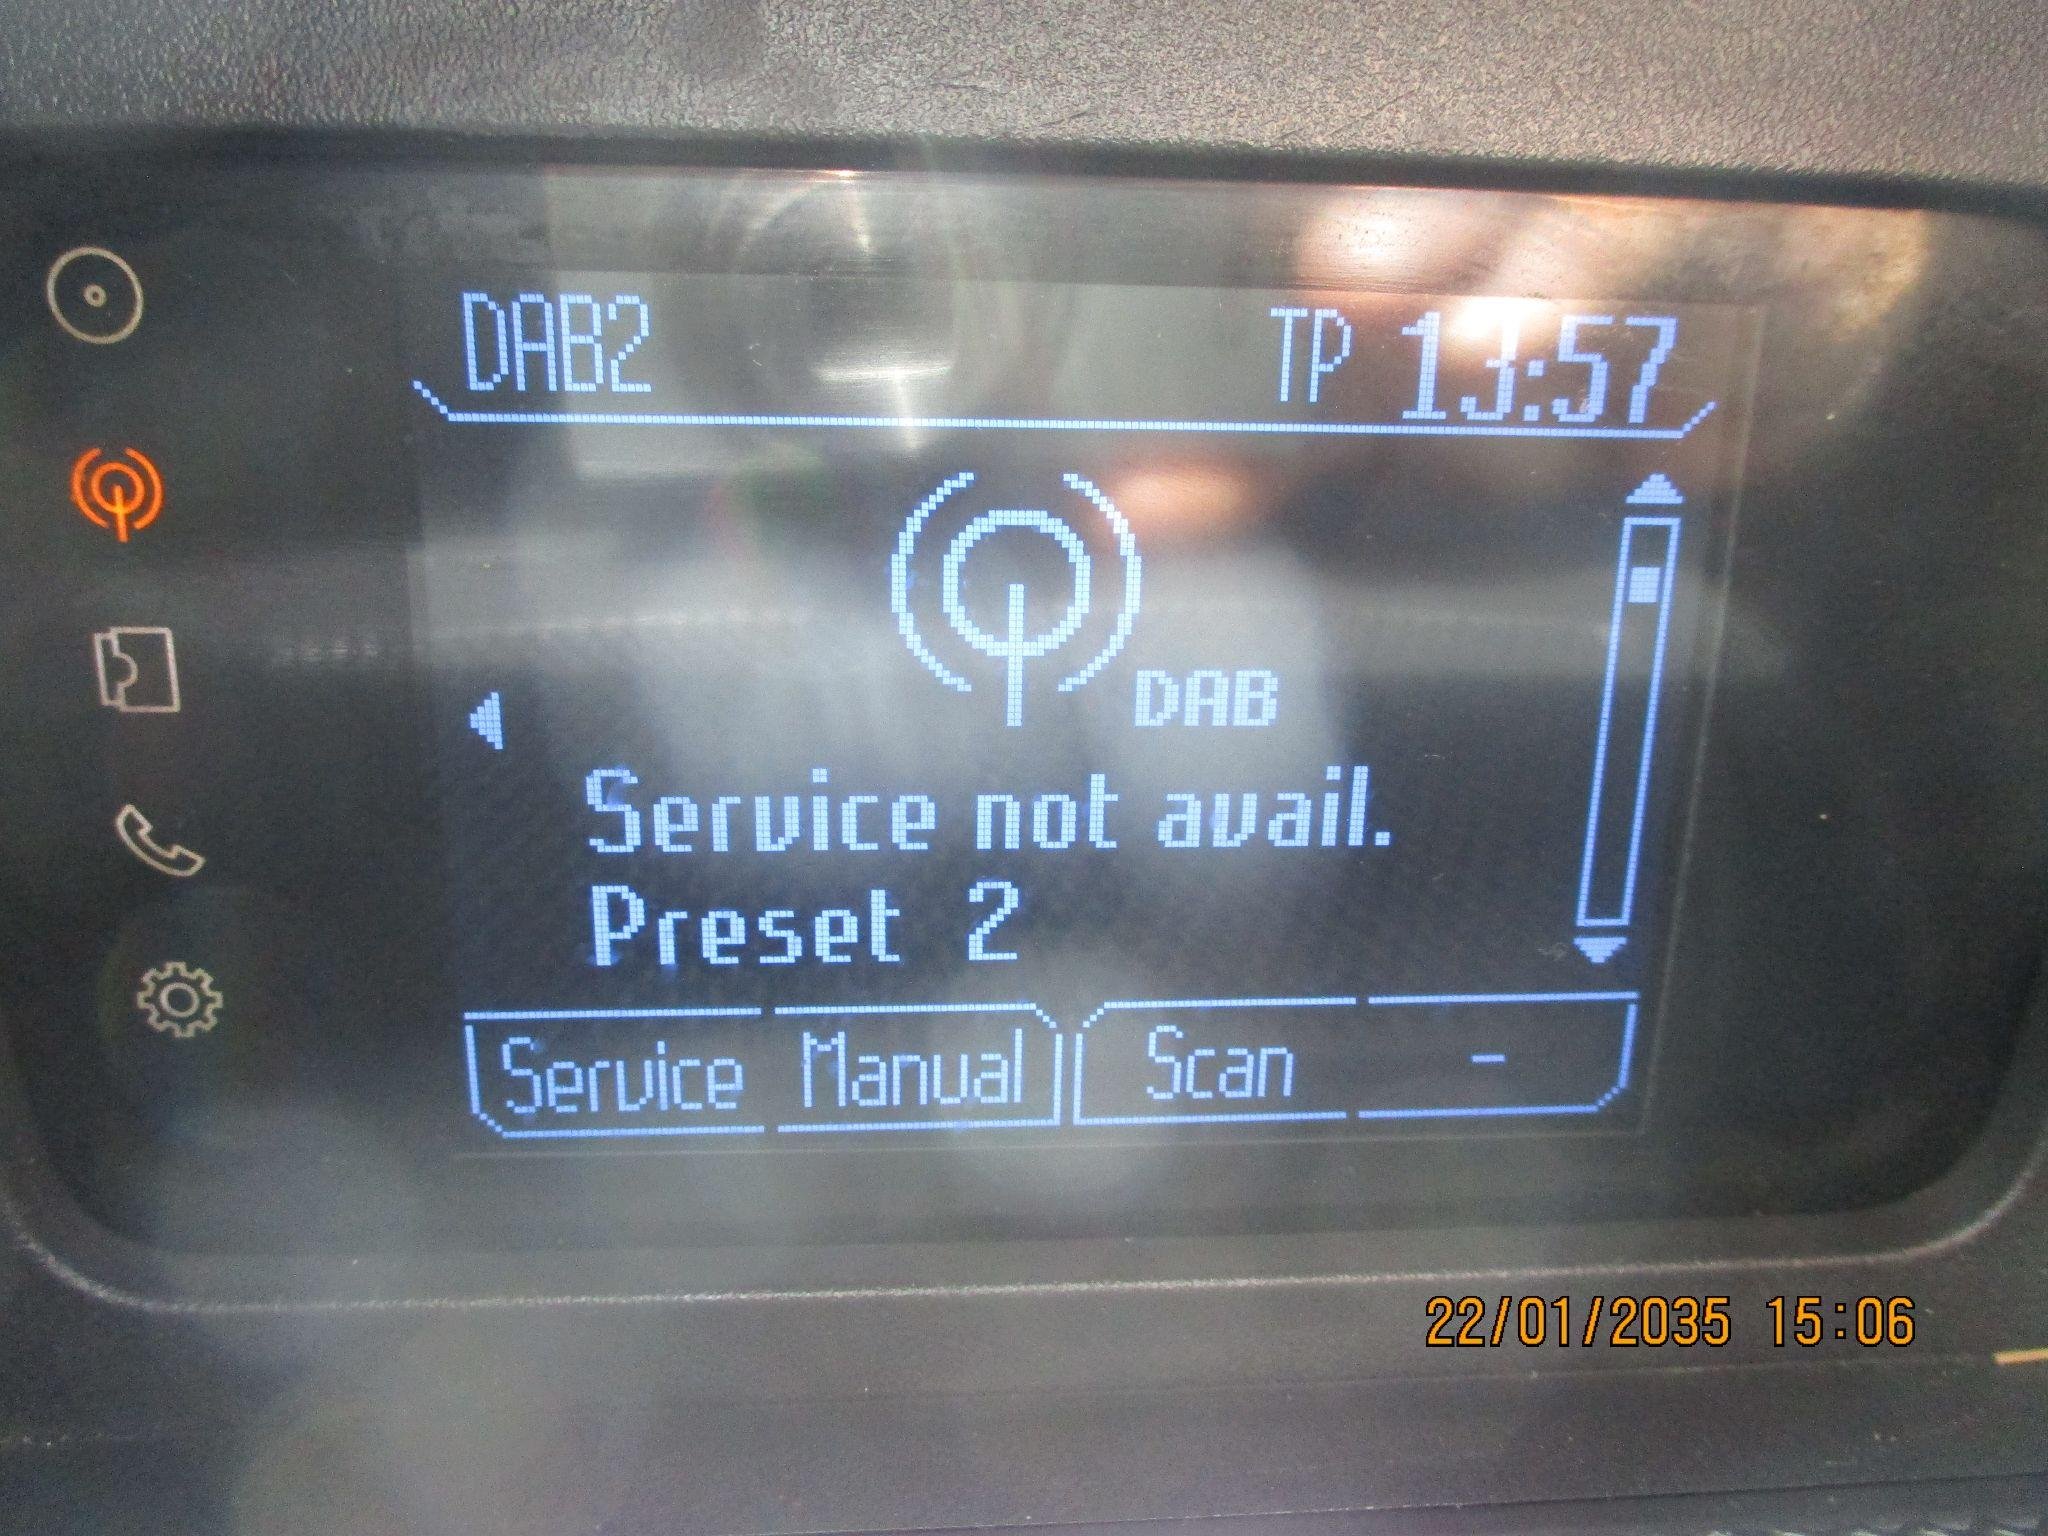 DAB2 TP 13:57
DAB
Service not avail.
Preset 2
Service Manual Scan -
22/01/2035 15:06